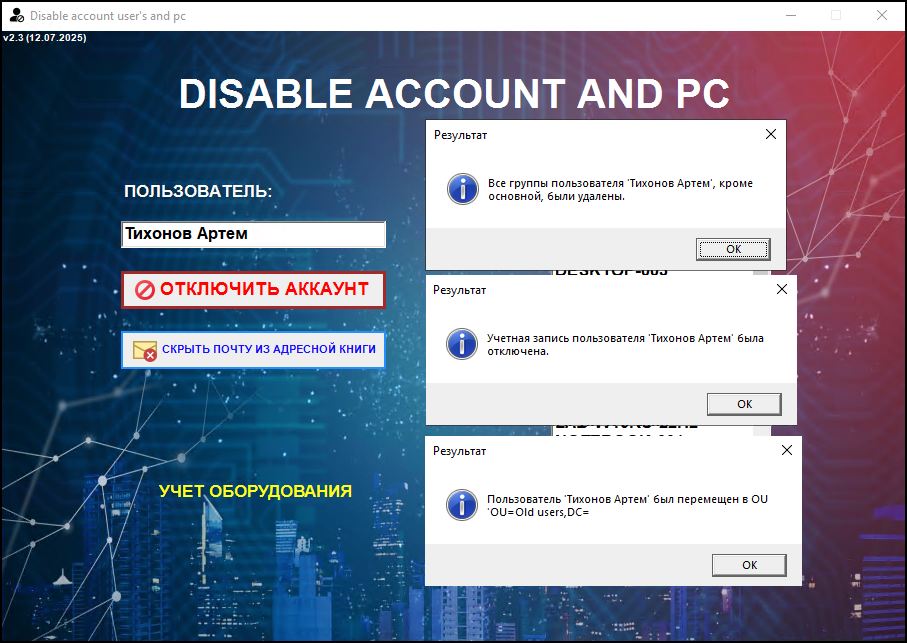 Disable account user's and pc
v2.3 (12.07.2025)
DISABLE ACCOUNT AND PC
ПОЛЬЗОВАТЕЛЬ:
Тихонов Артем
ОТКЛЮЧИТЬ АККАУНТ
СКРЫТЬ ПОЧТУ ИЗ АДРЕСНОЙ КНИГИ
УЧЕТ ОБОРУДОВАНИЯ
Результат
Все группы пользователя 'Тихонов Артем', кроме
основной, были удалены.
OK
Результат
Учетная запись пользователя 'Тихонов Артем' была
отключена.
OK
Результат
Пользователь 'Тихонов Артем' был перемещен в OU
'OU=Old users,DC=
OK